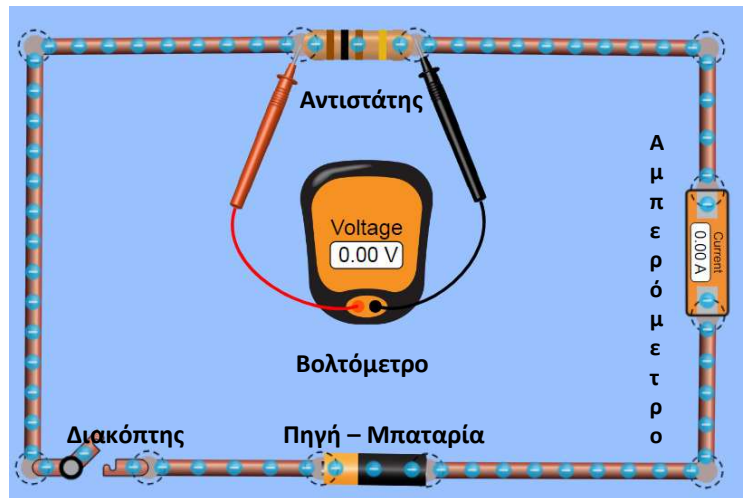 Αντιστάτης
Voltage
0.00 V
Βολτόμετρο
Αμπερόμετρο
Current
0.00 A
Διακόπτης
Πηγή – Μπαταρία